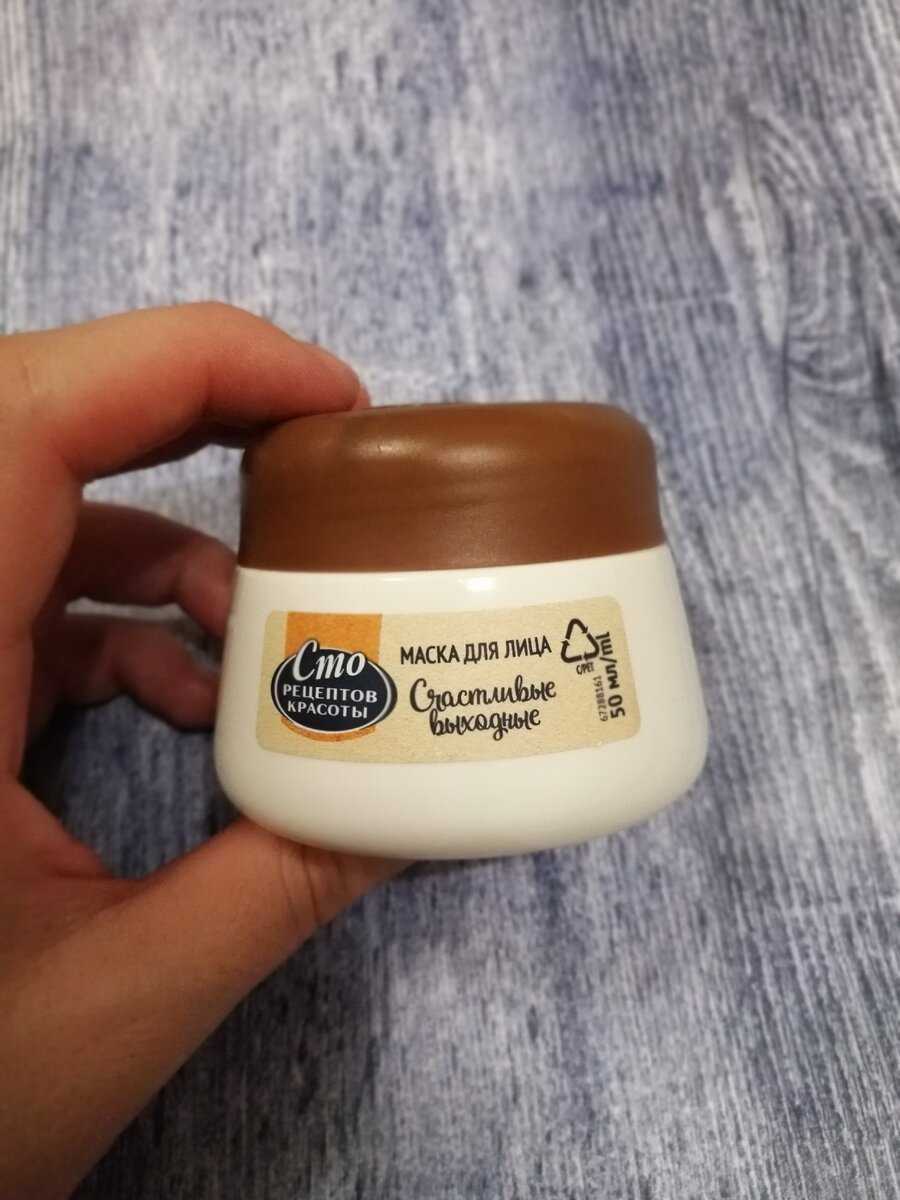 Сто
РЕЦЕПТОВ
КРАСОТЫ
МАСКА ДЛЯ ЛИЦА
Счастливые
выходные
C/PET
67288161
50 мл/ml